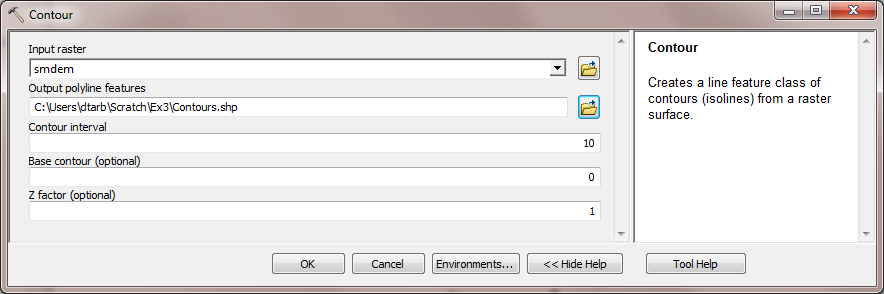 Contour
Input raster
smdem
Output polyline features
C:\Users\dtarb\Scratch\Ex3\Contours.shp
Contour interval
10
Base contour (optional)
0
Z factor (optional)
1
Contour
Creates a line feature class of
contours (isolines) from a raster
surface.
OK
Cancel
Environments...
<< Hide Help
Tool Help